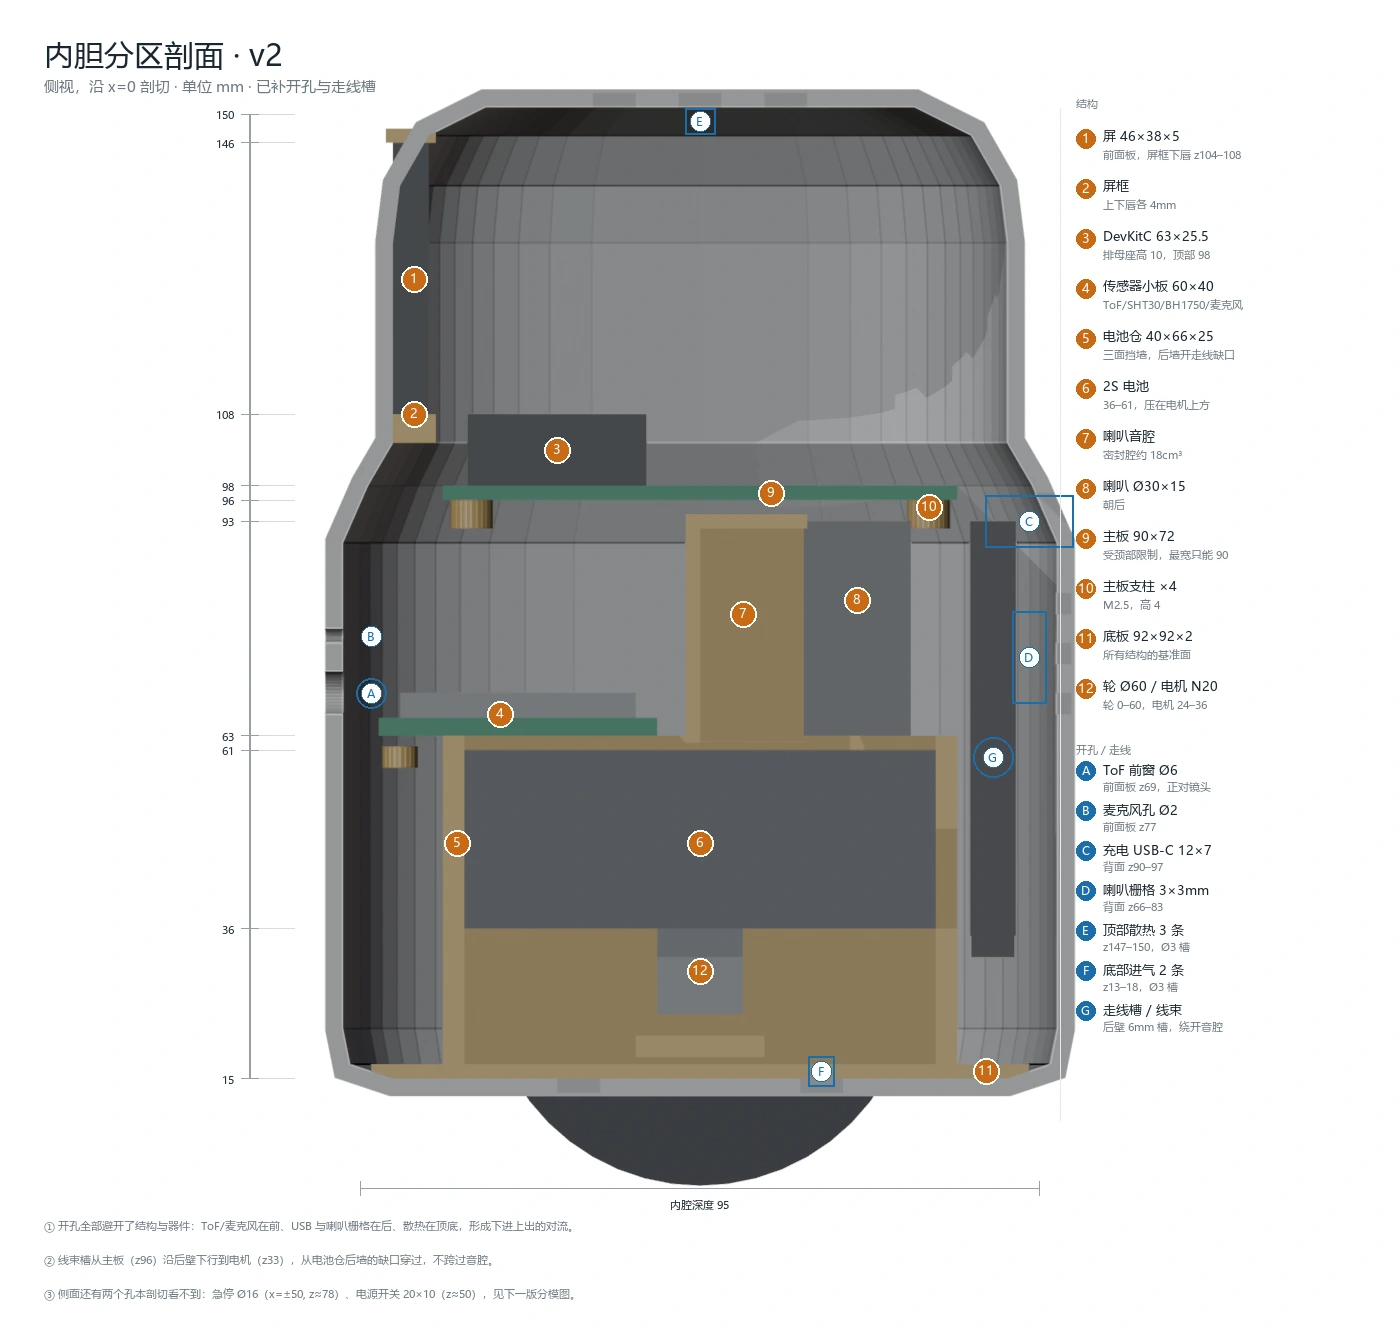 内胆分区剖面 · v2
侧视，沿 x=0 剖切 · 单位 mm · 已补开孔与走线槽
150
146
108
98
96
93
63
61
36
15
E
1
2
3
9
10
C
7
8
B
D
A
4
G
5
6
12
F
11
内腔深度 95
结构
1 屏 46×38×5
前面板，屏框下唇 z104–108
2 屏框
上下唇各 4mm
3 DevKitC 63×25.5
排母座高 10，顶部 98
4 传感器小板 60×40
ToF/SHT30/BH1750/麦克风
5 电池仓 40×66×25
三面挡墙，后墙开走线缺口
6 2S 电池
36–61，压在电机上方
7 喇叭音腔
密封腔约 18cm³
8 喇叭 Ø30×15
朝后
9 主板 90×72
受颈部限制，最宽只能 90
10 主板支柱 ×4
M2.5，高 4
11 底板 92×92×2
所有结构的基准面
12 轮 Ø60 / 电机 N20
轮 0–60，电机 24–36
开孔 / 走线
A ToF 前窗 Ø6
前面板 z69，正对镜头
B 麦克风孔 Ø2
前面板 z77
C 充电 USB-C 12×7
背面 z90–97
D 喇叭栅格 3×3mm
背面 z66–83
E 顶部散热 3 条
z147–150，Ø3 槽
F 底部进气 2 条
z13–18，Ø3 槽
G 走线槽 / 线束
后壁 6mm 槽，绕开音腔
① 开孔全部避开了结构与器件：ToF/麦克风在前、USB 与喇叭栅格在后、散热在顶底，形成下进上出的对流。
② 线束槽从主板（z96）沿后壁下行到电机（z33），从电池仓后墙的缺口穿过，不跨过音腔。
③ 侧面还有两个孔本剖切看不到：急停 Ø16（x=±50, z≈78）、电源开关 20×10（z≈50），见下一版分模图。